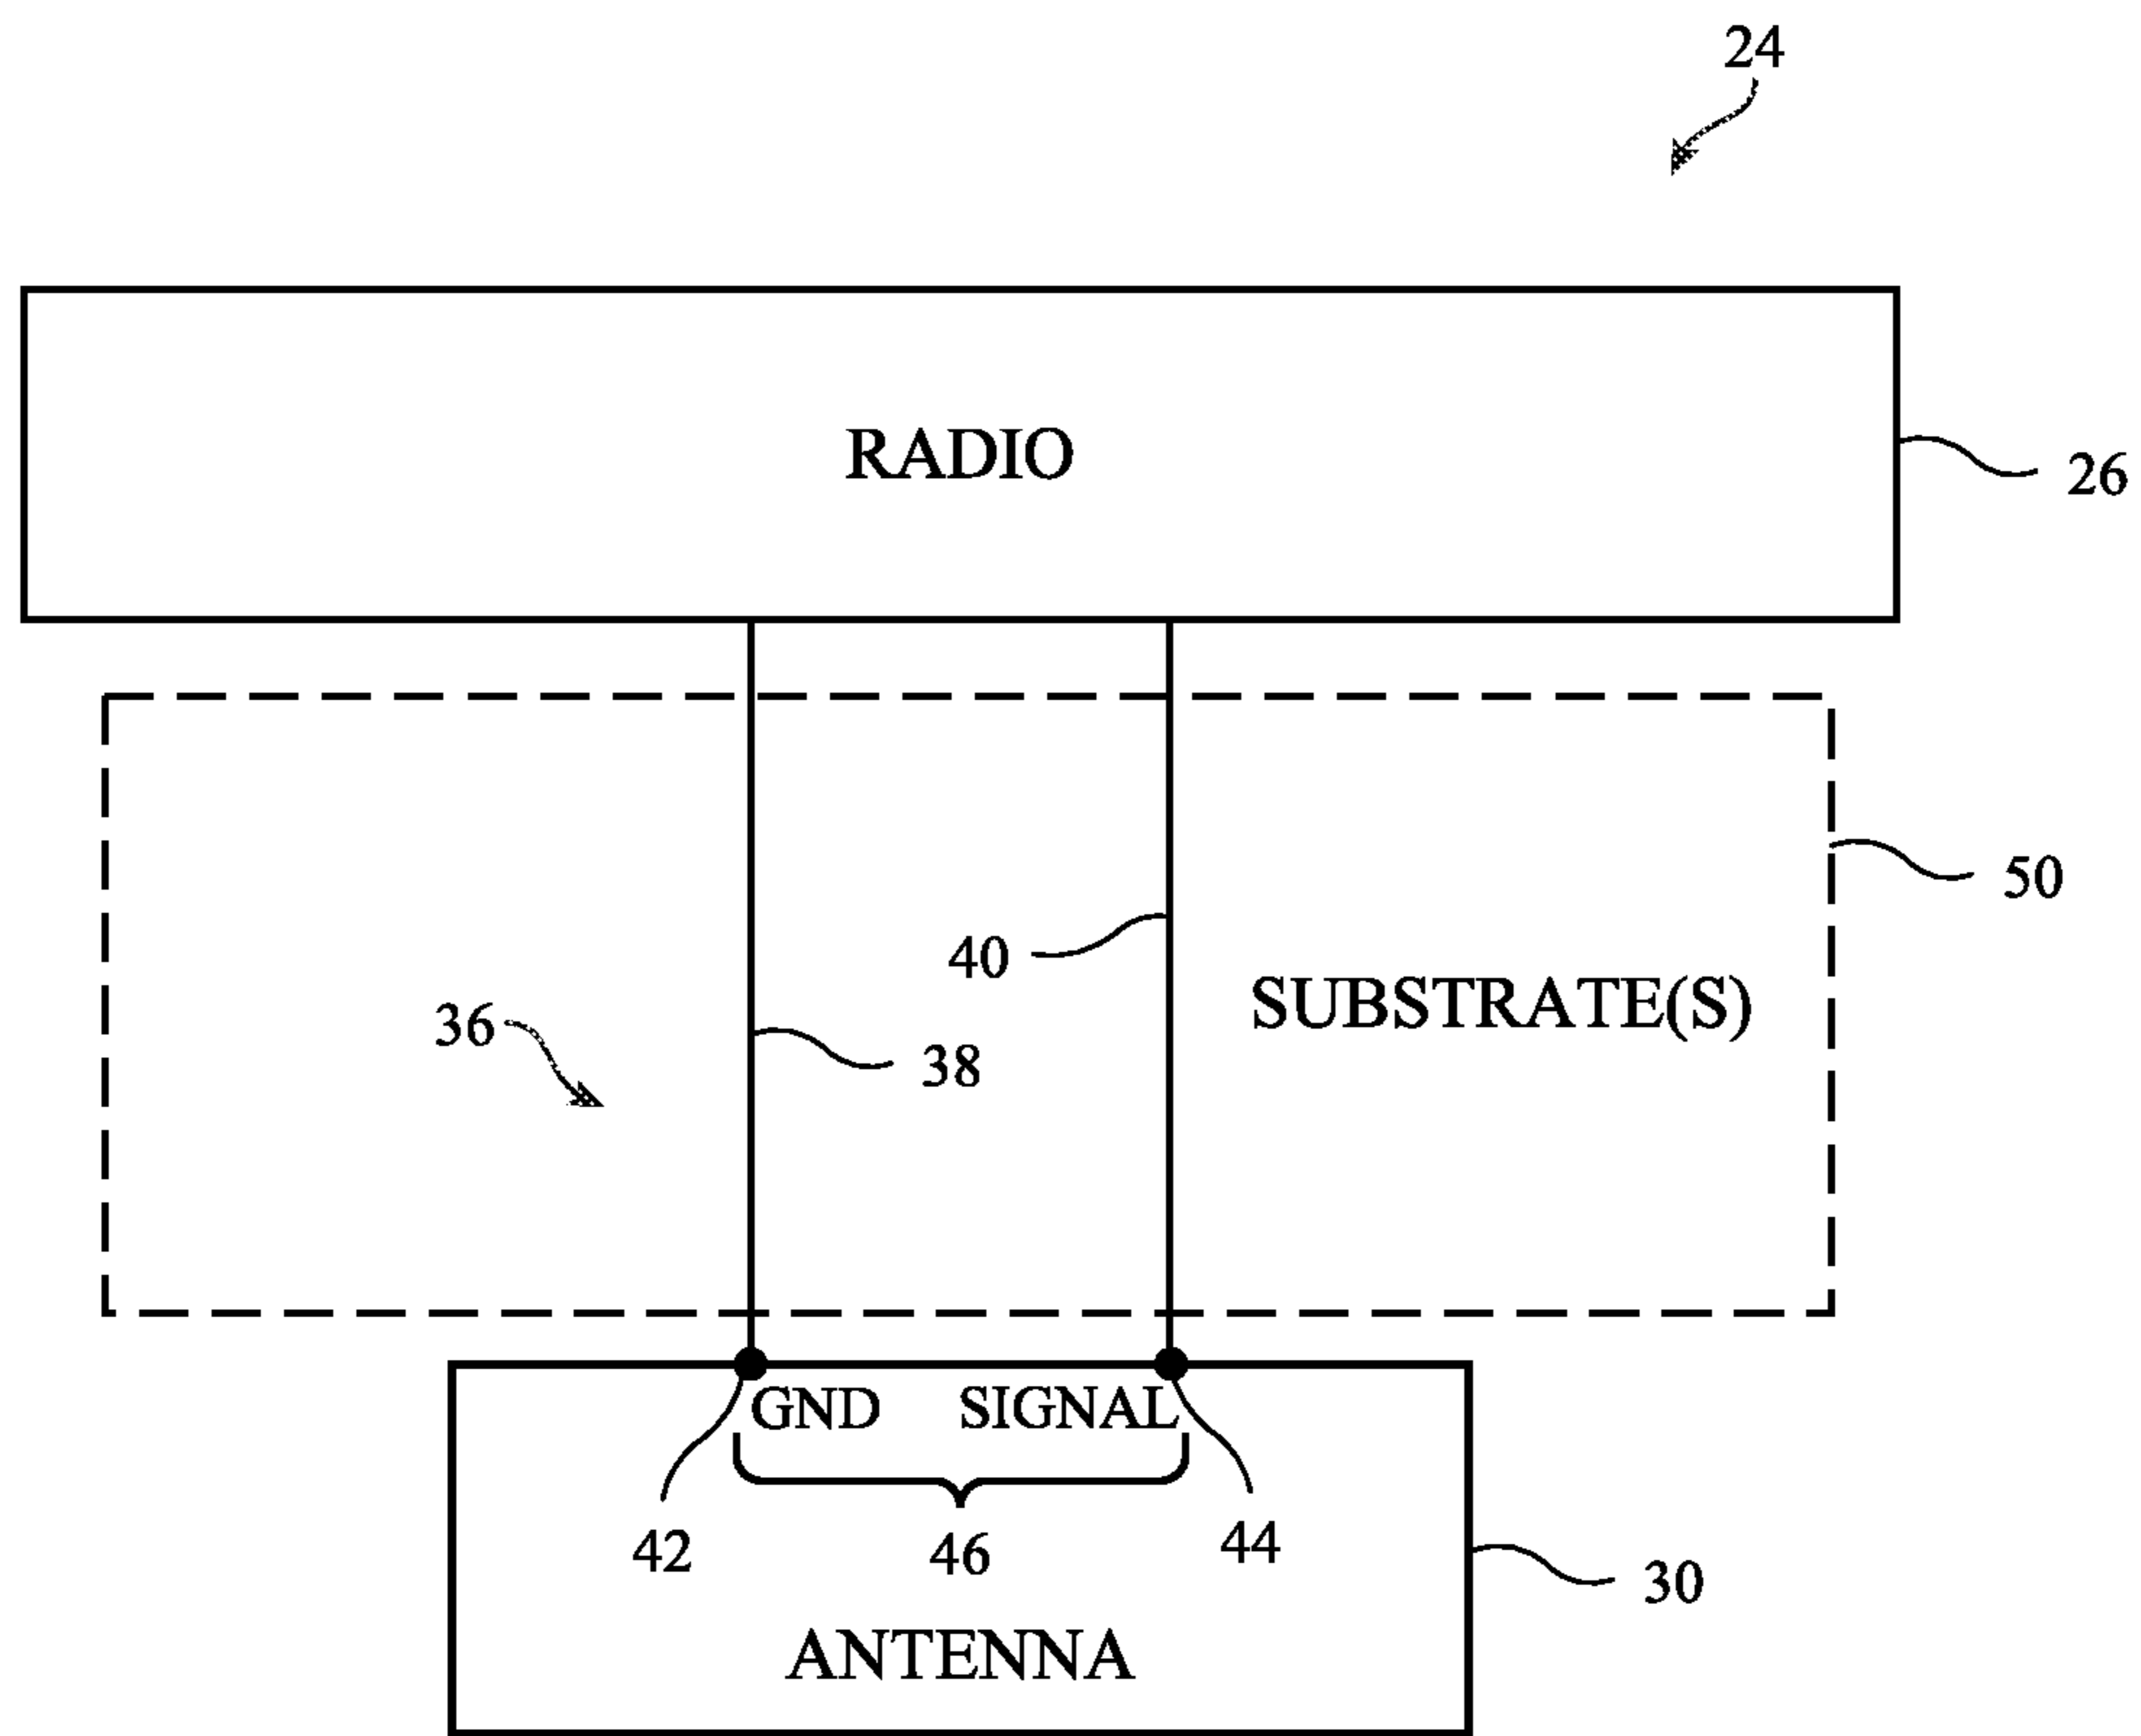 24
RADIO
26
50
40
SUBSTRATE(S)
36
38
GND SIGNAL
42 46 44
30
ANTENNA